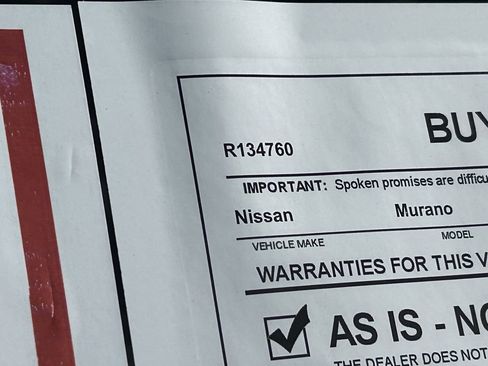 BUY
R134760
IMPORTANT: Spoken promises are
Nissan Murano
VEHICLE MAKE MODEL
WARRANTIES FOR THIS
AS IS -
THE DEALER DOES NOT